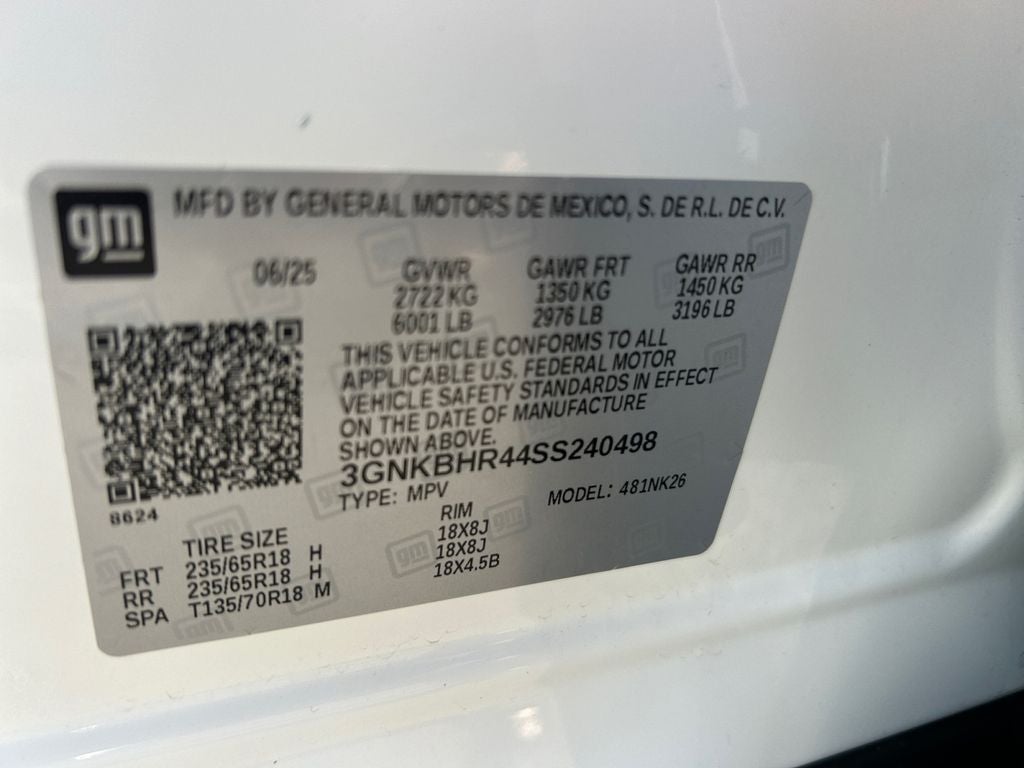 gm MFD BY GENERAL MOTORS DE MEXICO, S. DE R.L. DE C.V.
06/25 GVWR GAWR FRT GAWR RR
2722 KG 1350 KG 1450 KG
6001 LB 2976 LB 3196 LB
THIS VEHICLE CONFORMS TO ALL
APPLICABLE U.S. FEDERAL MOTOR
VEHICLE SAFETY STANDARDS IN EFFECT
ON THE DATE OF MANUFACTURE
SHOWN ABOVE.
3GNKBHR44SS240498
TYPE: MPV MODEL: 481NK26
8624
TIRE SIZE RIM
FRT 235/65R18 H 18X8J
RR 235/65R18 H 18X8J
SPA T135/70R18 M 18X4.5B